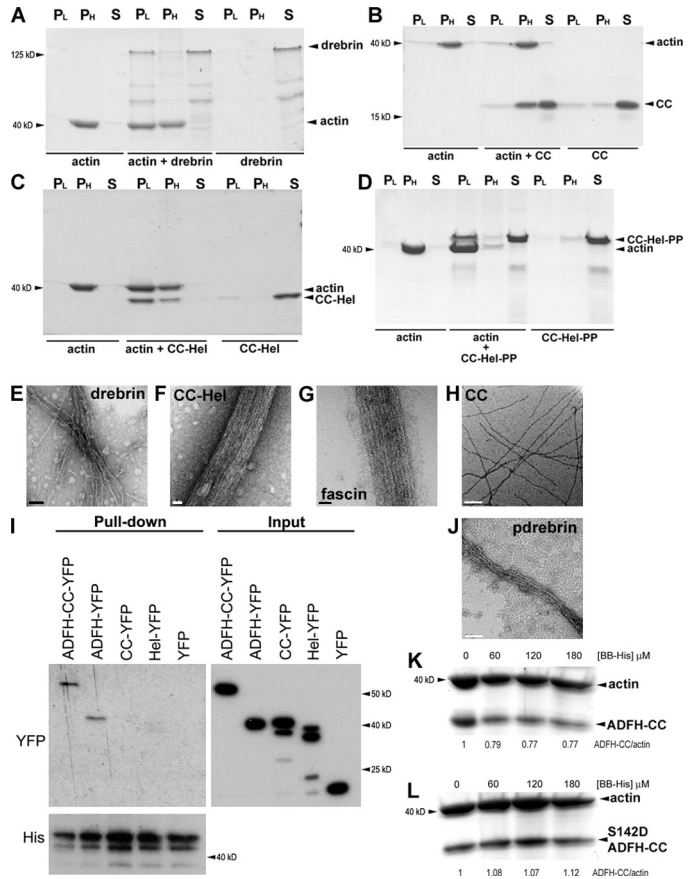 A
PL PH S PL PH S PL PH S
125 kD
drebrin
40 kD
actin
actin actin + drebrin drebrin
B
PL PH S PL PH S PL PH S
40 kD
actin
CC
15 kD
actin actin + CC CC
C
PL PH S PL PH S PL PH S
40 kD
actin
CC-Hel
actin actin + CC-Hel CC-Hel
D
PL PH S PL PH S PL PH S
CC-Hel-PP
40 kD
actin
actin actin CC-Hel-PP
+
CC-Hel-PP
E drebrin
F CC-Hel
G
fascin
H CC
I
Pull-down Input
ADFH-CC-YFP
ADFH-YFP
CC-YFP
Hel-YFP
YFP
ADFH-CC-YFP
ADFH-YFP
CC-YFP
Hel-YFP
YFP
50 kD
40 kD
25 kD
YFP
His
40 kD
J pdrebrin
K
0 60 120 180 [BB-His] μM
40 kD
actin
ADFH-CC
1 0.79 0.77 0.77 ADFH-CC/actin
L
0 60 120 180 [BB-His] μM
actin
40 kD
S142D
ADFH-CC
1 1.08 1.07 1.12 ADFH-CC/actin